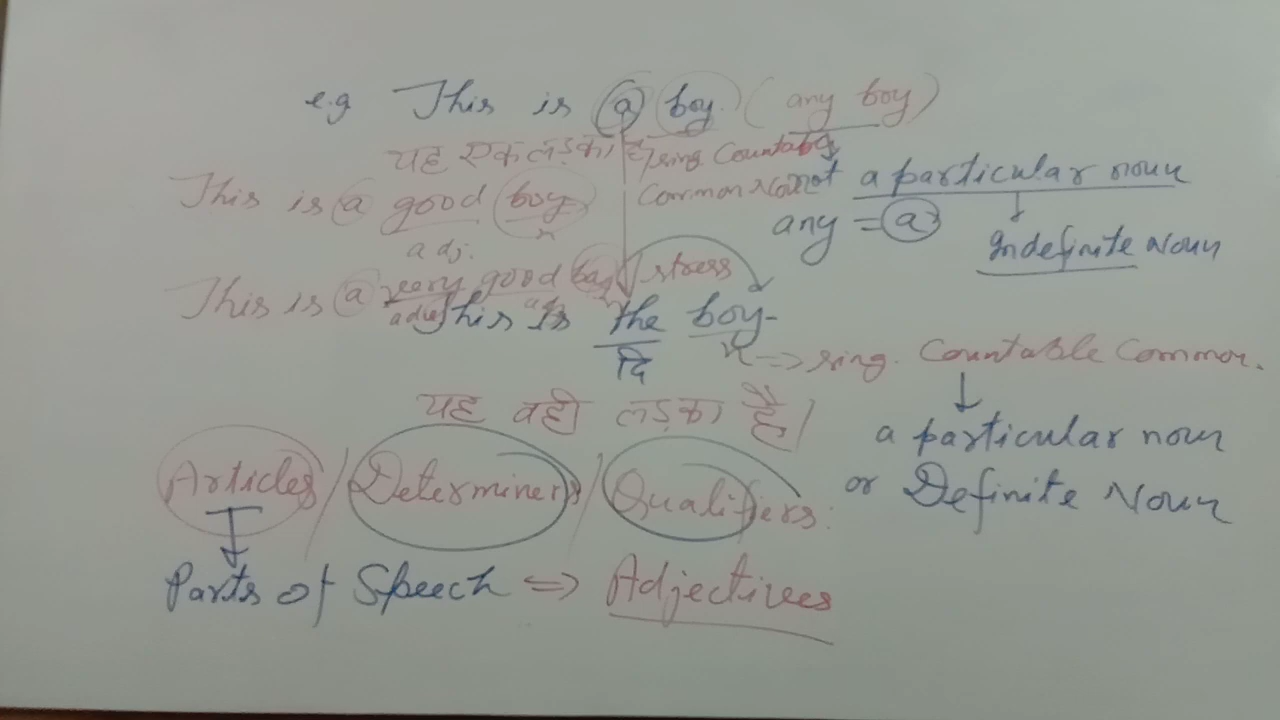 e.g This is a boy. (any boy)
यह एक लड़का है। sing. Countable
Common Noun not a particular noun
This is a good boy
any = a
adj. n
Indefinite Noun
This is a very good boy stress
adv adj n
This is the boy-
दि
n => sing. Countable Common.
यह वही लड़का है।
a particular noun
or Definite Noun
Articles / Determiners / Qualifiers:
Parts of Speech => Adjectives